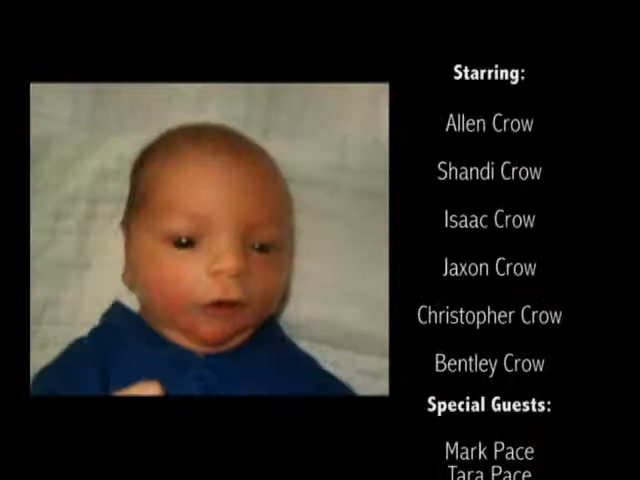 Starring:
Allen Crow
Shandi Crow
Isaac Crow
Jaxon Crow
Christopher Crow
Bentley Crow
Special Guests:
Mark Pace
Tara Pace